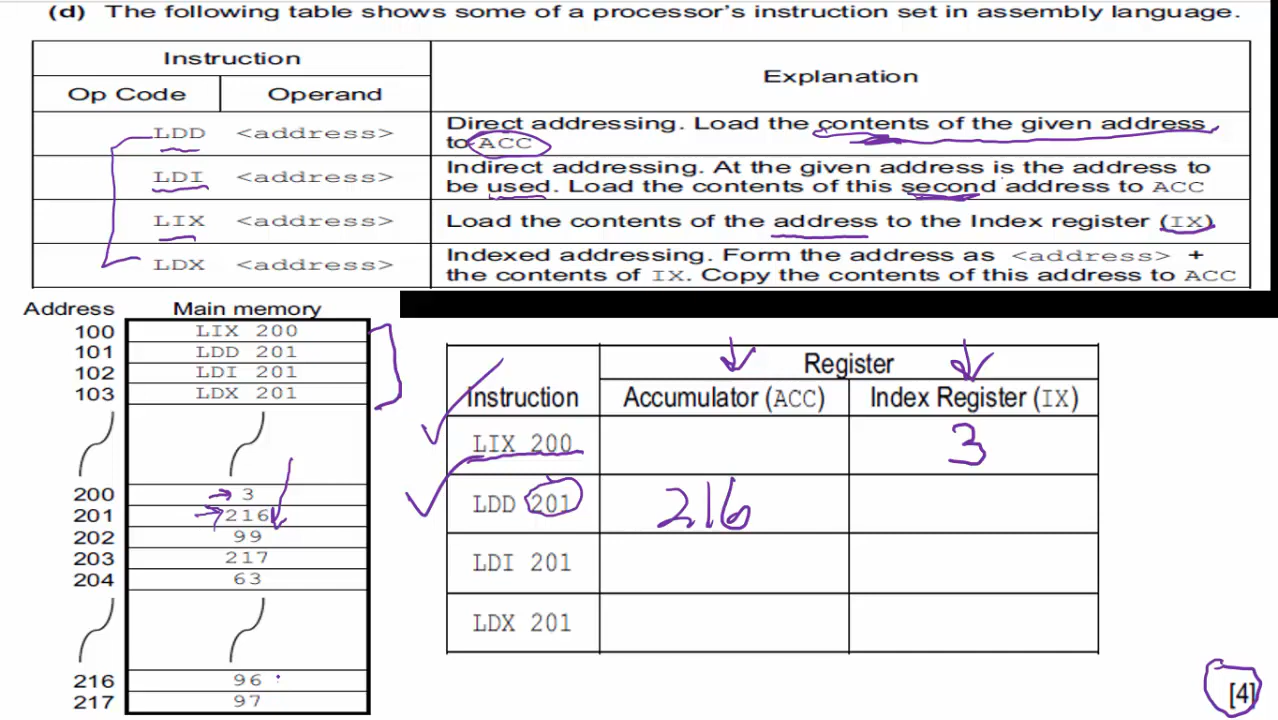 (d) The following table shows some of a processor's instruction set in assembly language.
Instruction
Explanation
Op Code Operand
LDD <address> Direct addressing. Load the contents of the given address
to ACC
LDI <address> Indirect addressing. At the given address is the address to
be used. Load the contents of this second address to ACC
LIX <address> Load the contents of the address to the Index register (IX)
LDX <address> Indexed addressing. Form the address as <address> +
the contents of IX. Copy the contents of this address to ACC
Address Main memory
100 LIX 200
101 LDD 201
102 LDI 201
103 LDX 201
200 3
201 216
202 99
203 217
204 63
216 96
217 97
Register
Instruction Accumulator (ACC) Index Register (IX)
LIX 200 3
LDD 201 216
LDI 201
LDX 201
[4]